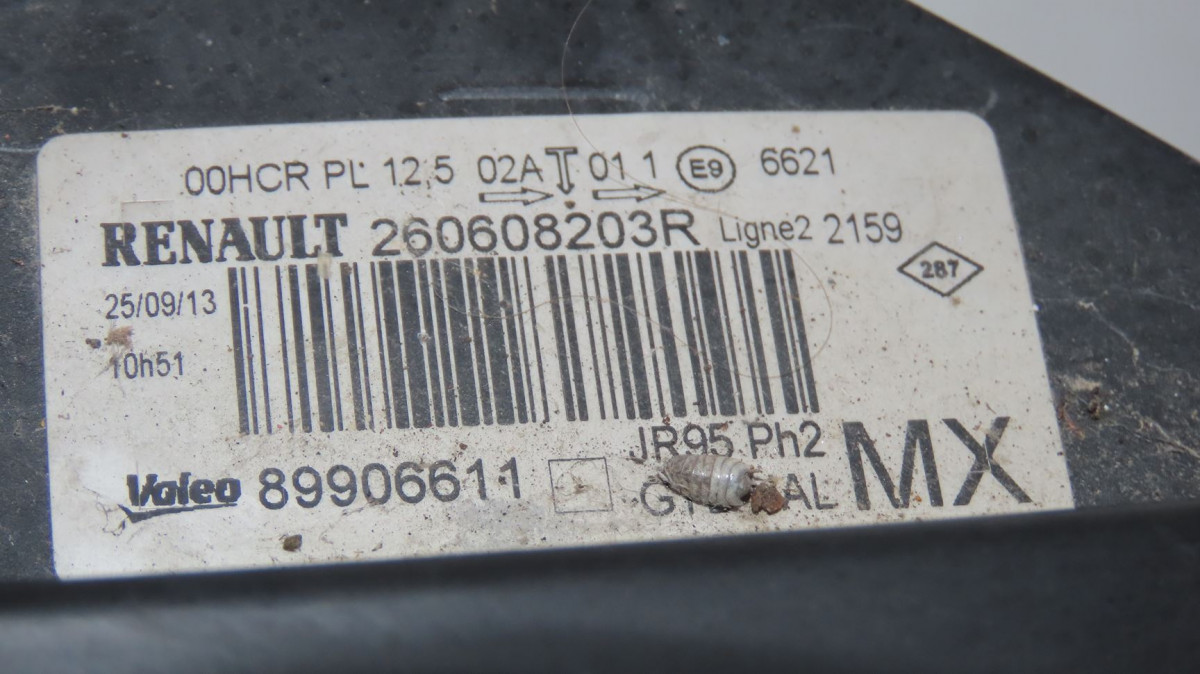 00HCR PL 12,5 02A 01 1 E9 6621
RENAULT 260608203R Ligne2 2159
287
25/09/13
10h51
JR95 Ph2
MX
Valeo 89906611